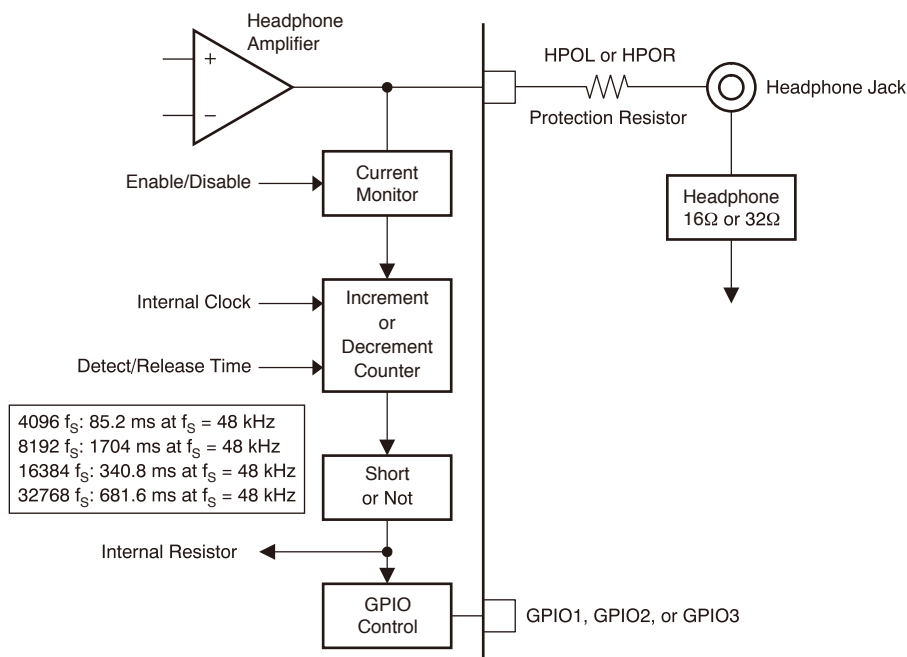 Headphone
Amplifier
+
−
HPOL or HPOR
Headphone Jack
Protection Resistor
Enable/Disable
Current
Monitor
Headphone
16Ω or 32Ω
Internal Clock
Increment
or
Decrement
Counter
Detect/Release Time
4096 fS: 85.2 ms at fS = 48 kHz
8192 fS: 1704 ms at fS = 48 kHz
16384 fS: 340.8 ms at fS = 48 kHz
32768 fS: 681.6 ms at fS = 48 kHz
Short
or Not
Internal Resistor
GPIO
Control
GPIO1, GPIO2, or GPIO3